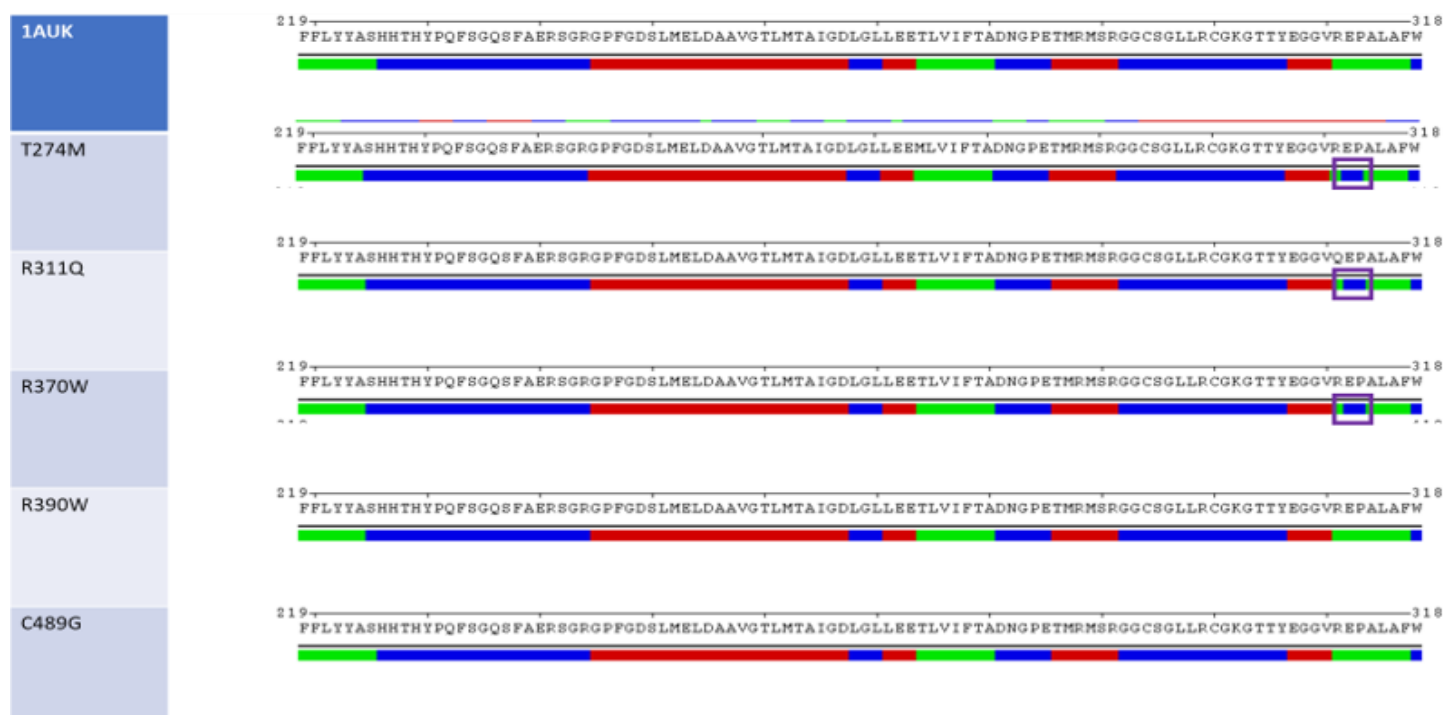 1AUK
219 318
FFLYYASHHTHYPQFSGQSFAERSGRGPFGDSLMELDAAVGTLMTAIGDLGLLEETLVIFTADNGPETMRMSRGGCSGLLRCGKGTTYEGGVREPALAFW
T274M
219 318
FFLYYASHHTHYPQFSGQSFAERSGRGPFGDSLMELDAAVGTLMTAIGDLGLLEEMLVIFTADNGPETMRMSRGGCSGLLRCGKGTTYEGGVREPALAFW
R311Q
219 318
FFLYYASHHTHYPQFSGQSFAERSGRGPFGDSLMELDAAVGTLMTAIGDLGLLEETLVIFTADNGPETMRMSRGGCSGLLRCGKGTTYEGGVQEPALAFW
R370W
219 318
FFLYYASHHTHYPQFSGQSFAERSGRGPFGDSLMELDAAVGTLMTAIGDLGLLEETLVIFTADNGPETMRMSRGGCSGLLRCGKGTTYEGGVREPALAFW
R390W
219 318
FFLYYASHHTHYPQFSGQSFAERSGRGPFGDSLMELDAAVGTLMTAIGDLGLLEETLVIFTADNGPETMRMSRGGCSGLLRCGKGTTYEGGVREPALAFW
C489G
219 318
FFLYYASHHTHYPQFSGQSFAERSGRGPFGDSLMELDAAVGTLMTAIGDLGLLEETLVIFTADNGPETMRMSRGGCSGLLRCGKGTTYEGGVREPALAFW